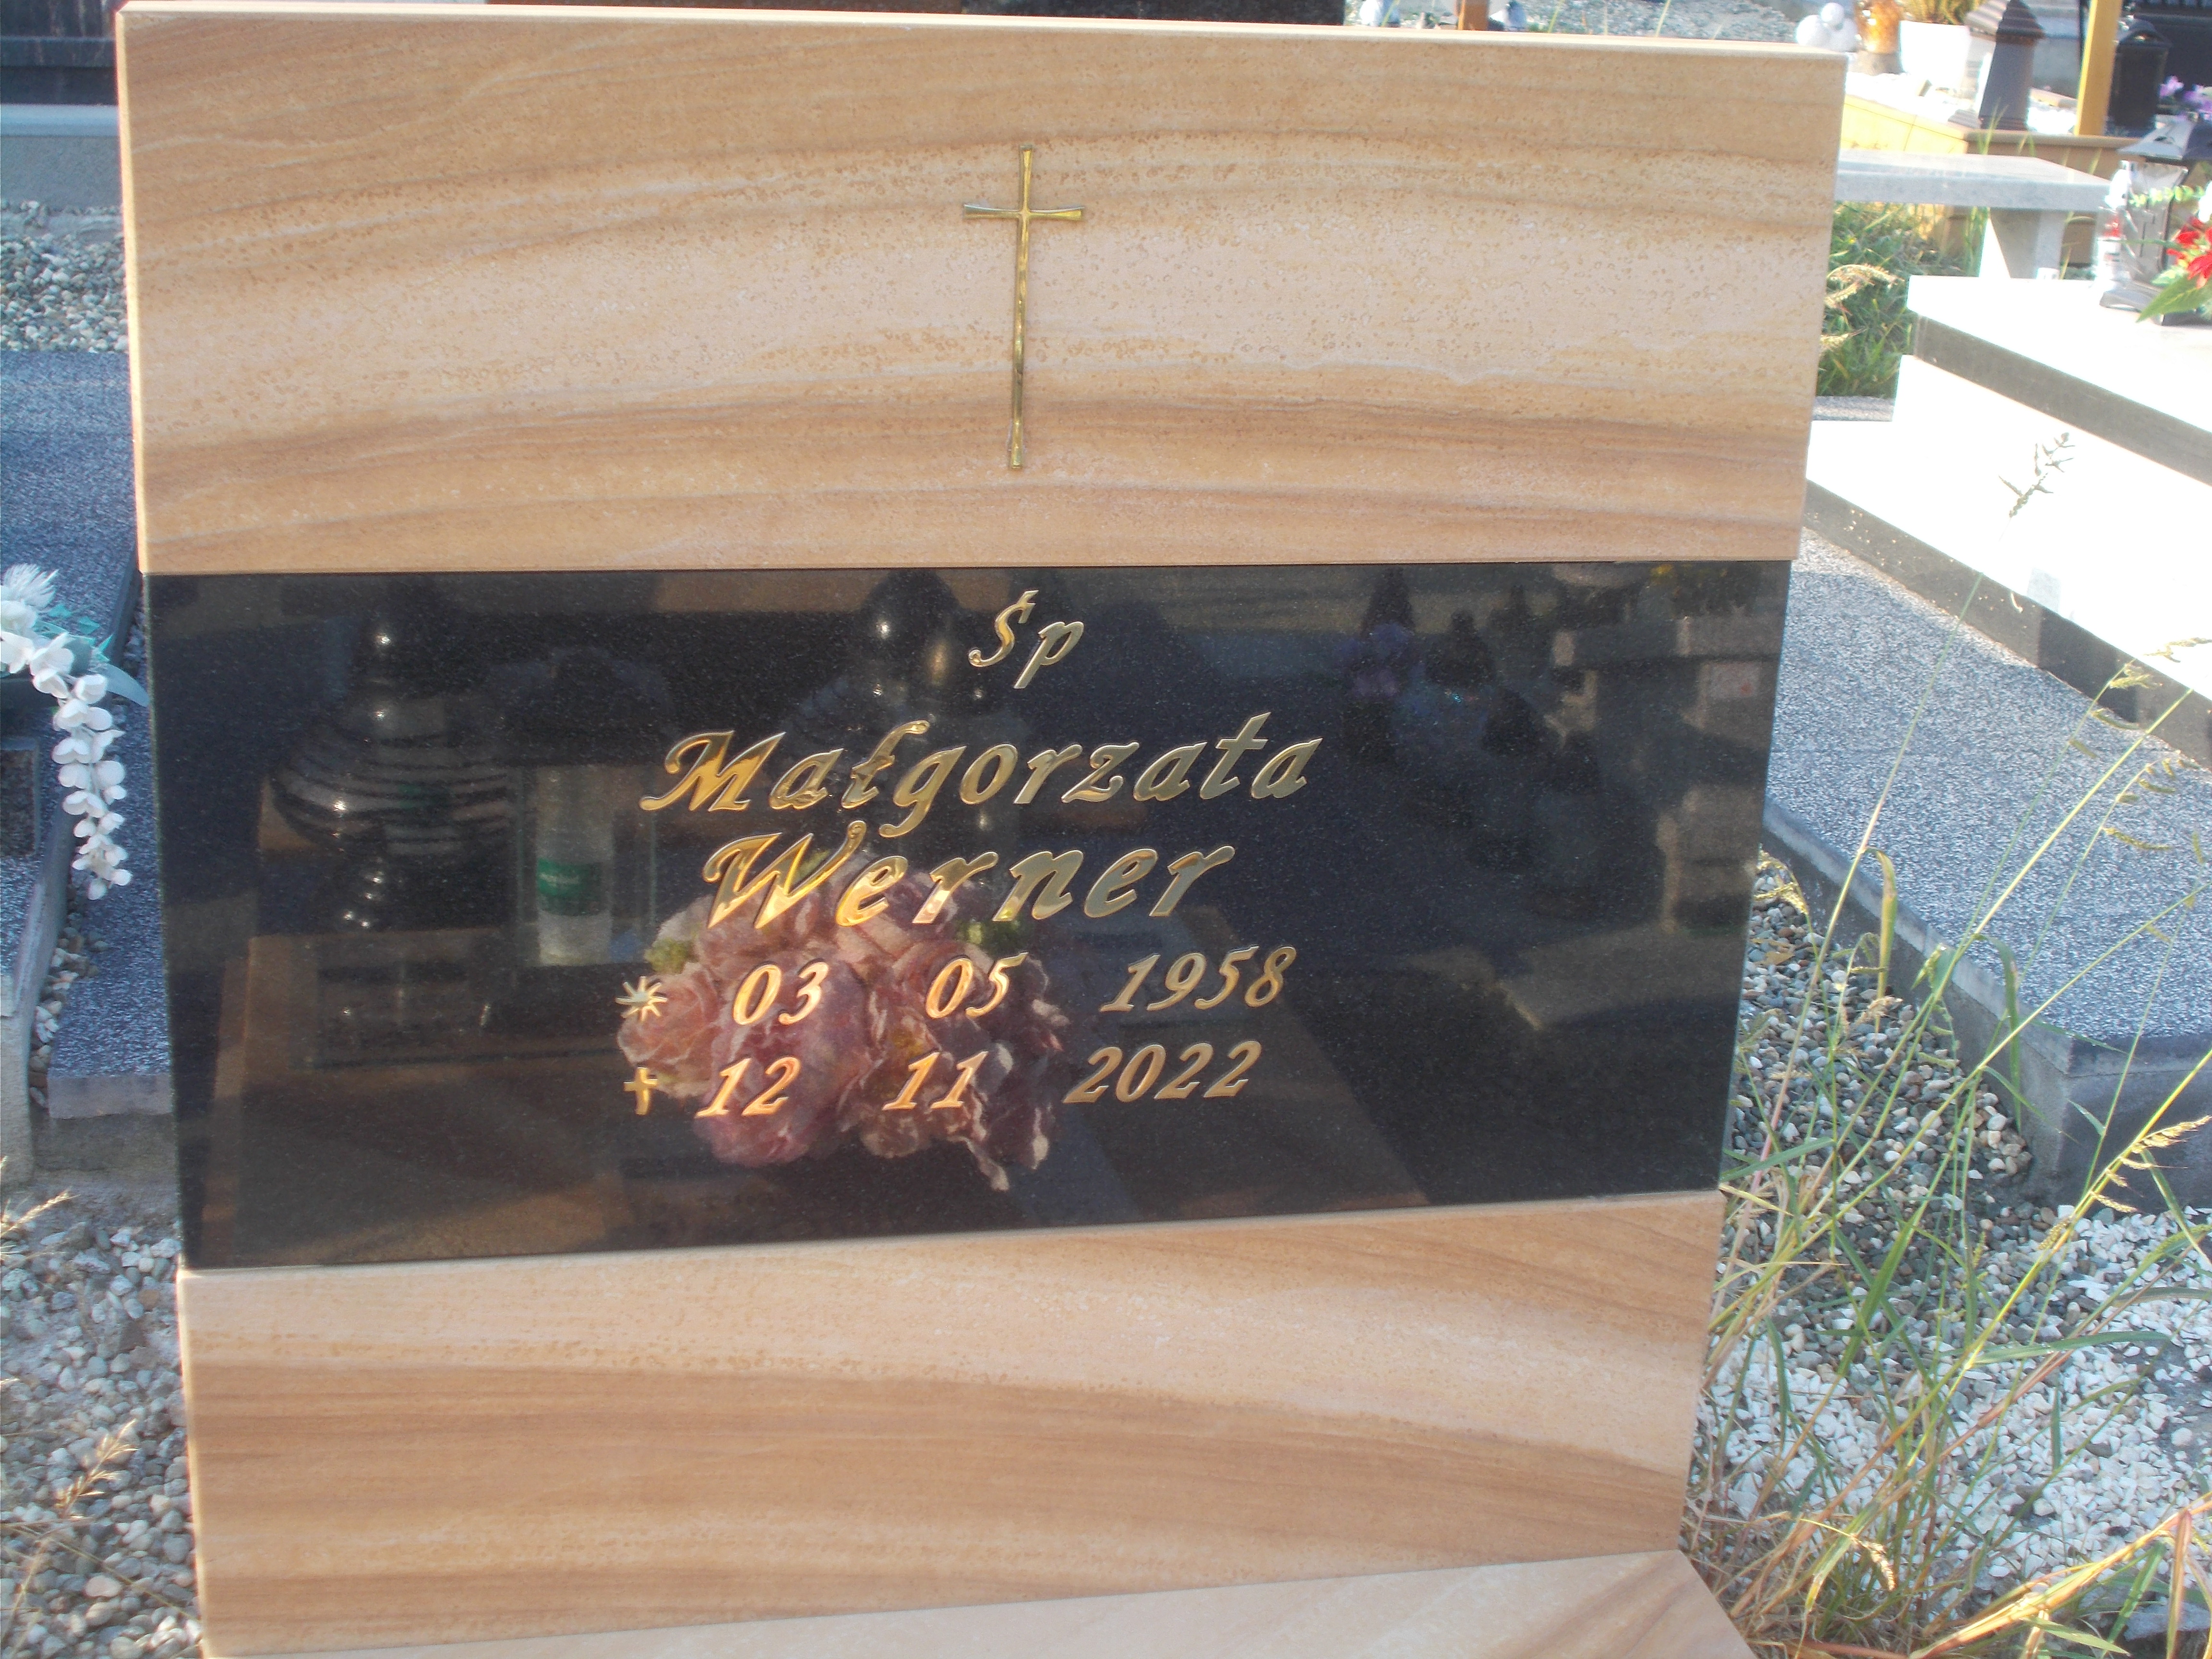 Śp
Małgorzata
Werner
* 03 05 1958
+ 12 11 2022